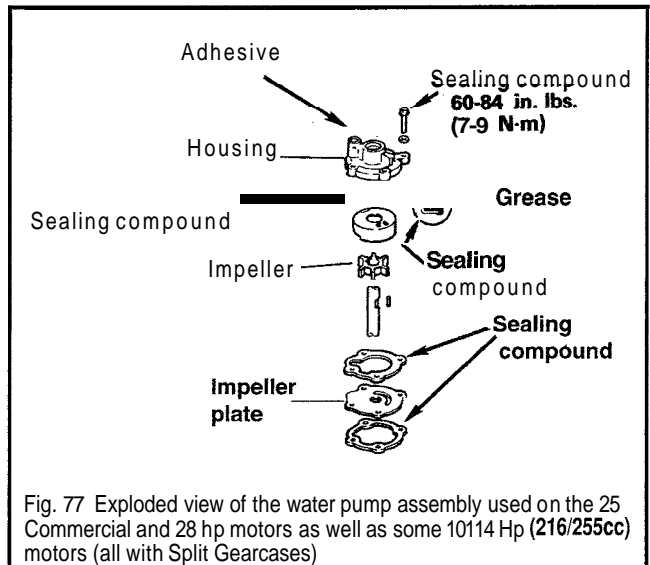 Adhesive
Sealing compound
60-84 in. lbs.
(7-9 N·m)
Housing
Grease
Sealing compound
Impeller
Sealing
compound
Sealing
compound
Impeller
plate
Fig. 77 Exploded view of the water pump assembly used on the 25
Commercial and 28 hp motors as well as some 10114 Hp (216/255cc)
motors (all with Split Gearcases)